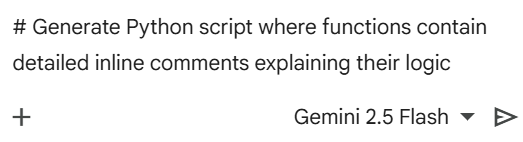 # Generate Python script where functions contain
detailed inline comments explaining their logic
Gemini 2.5 Flash